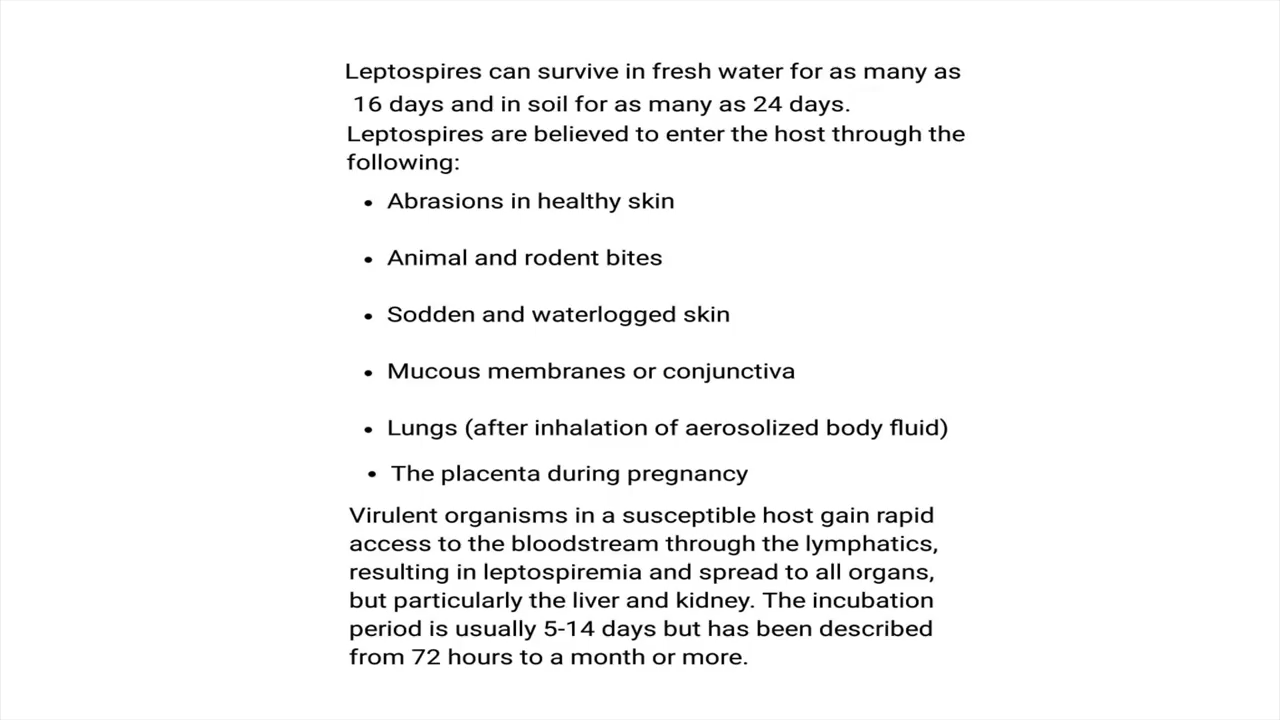 Leptospires can survive in fresh water for as many as
16 days and in soil for as many as 24 days.
Leptospires are believed to enter the host through the
following:
• Abrasions in healthy skin
• Animal and rodent bites
• Sodden and waterlogged skin
• Mucous membranes or conjunctiva
• Lungs (after inhalation of aerosolized body fluid)
• The placenta during pregnancy
Virulent organisms in a susceptible host gain rapid
access to the bloodstream through the lymphatics,
resulting in leptospiremia and spread to all organs,
but particularly the liver and kidney. The incubation
period is usually 5-14 days but has been described
from 72 hours to a month or more.